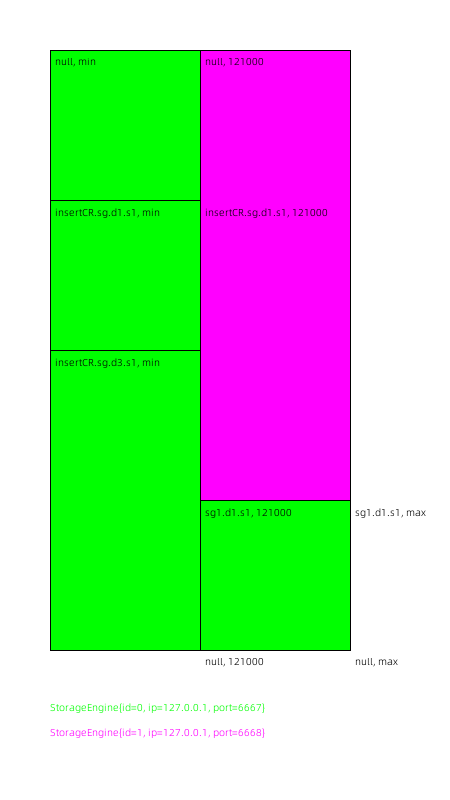 null, min
null, 121000
insertCR.sg.d1.s1, min
insertCR.sg.d1.s1, 121000
insertCR.sg.d3.s1, min
sg1.d1.s1, 121000
sg1.d1.s1, max
null, 121000
null, max
StorageEngine{id=0, ip=127.0.0.1, port=6667}
StorageEngine{id=1, ip=127.0.0.1, port=6668}